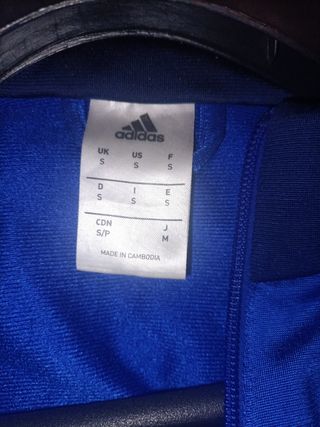 adidas
UK US F
S S S
D I E
S S S
CDN J
S/P M
MADE IN CAMBODIA